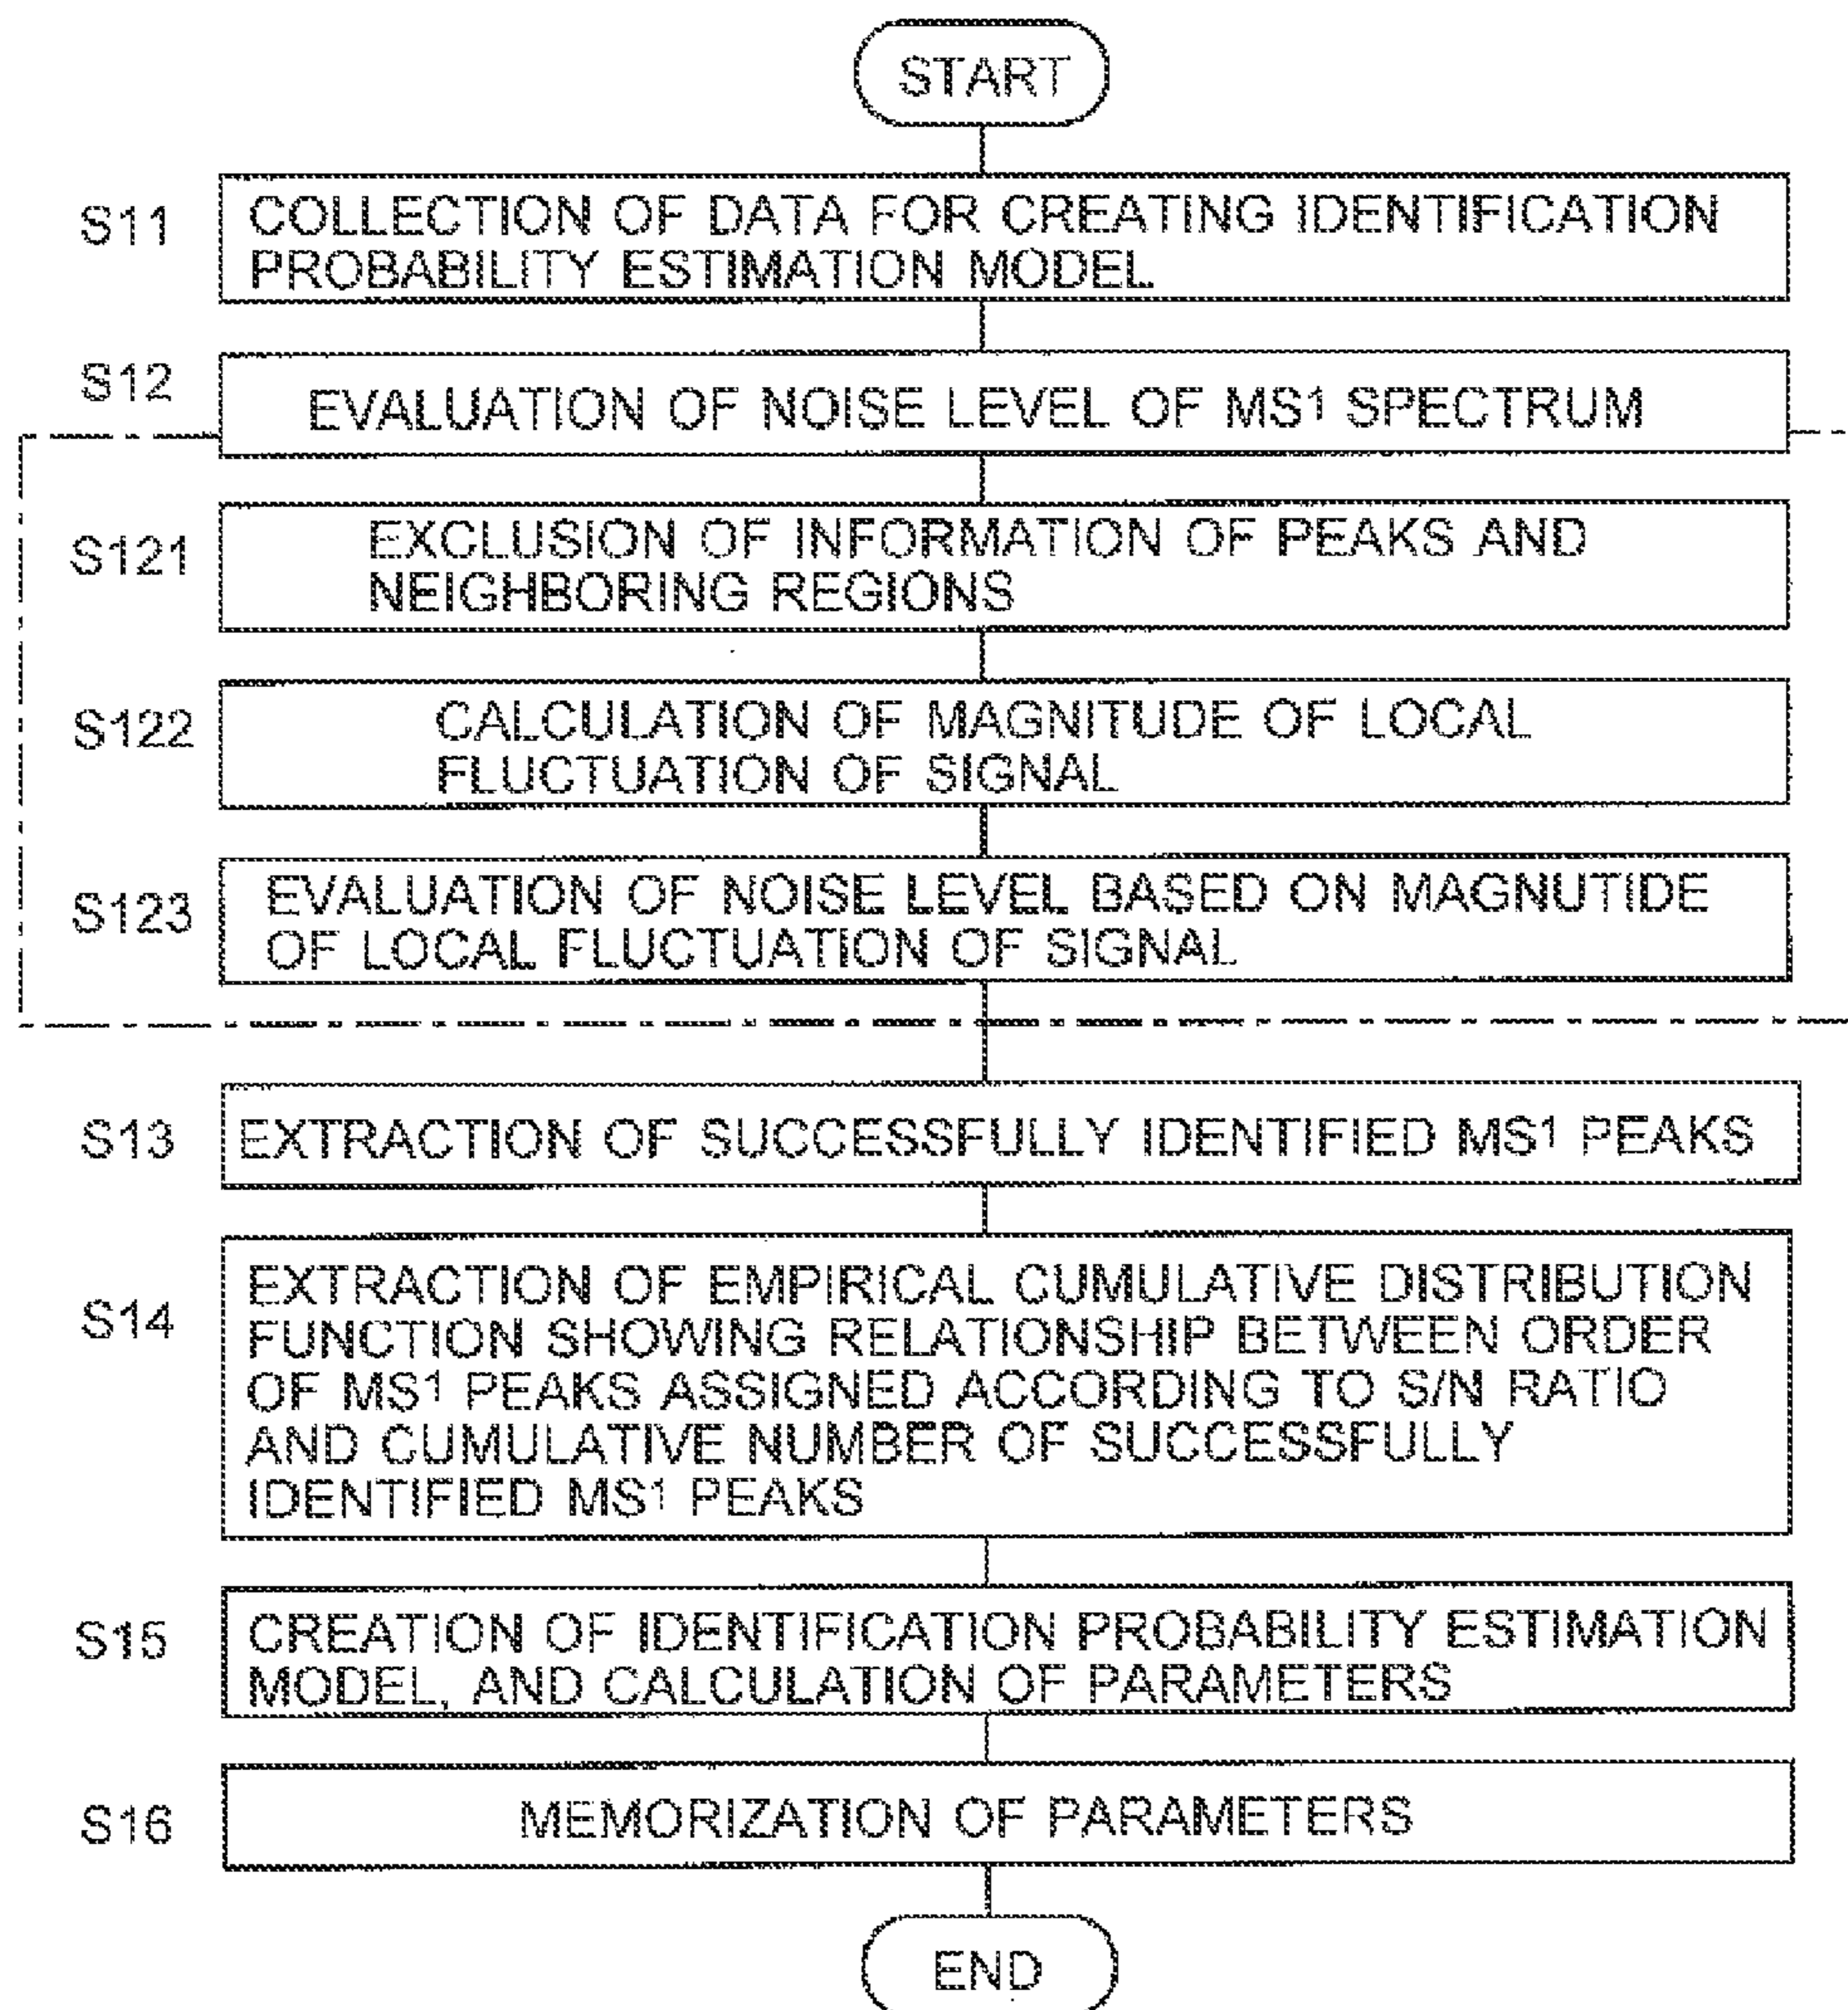 START
S11
COLLECTION OF DATA FOR CREATING IDENTIFICATION
PROBABILITY ESTIMATION MODEL
S12
EVALUATION OF NOISE LEVEL OF MS¹ SPECTRUM
S121
EXCLUSION OF INFORMATION OF PEAKS AND
NEIGHBORING REGIONS
S122
CALCULATION OF MAGNITUDE OF LOCAL
FLUCTUATION OF SIGNAL
S123
EVALUATION OF NOISE LEVEL BASED ON MAGNUTIDE
OF LOCAL FLUCTUATION OF SIGNAL
S13
EXTRACTION OF SUCCESSFULLY IDENTIFIED MS¹ PEAKS
S14
EXTRACTION OF EMPIRICAL CUMULATIVE DISTRIBUTION
FUNCTION SHOWING RELATIONSHIP BETWEEN ORDER
OF MS¹ PEAKS ASSIGNED ACCORDING TO S/N RATIO
AND CUMULATIVE NUMBER OF SUCCESSFULLY
IDENTIFIED MS¹ PEAKS
S15
CREATION OF IDENTIFICATION PROBABILITY ESTIMATION
MODEL, AND CALCULATION OF PARAMETERS
S16
MEMORIZATION OF PARAMETERS
END